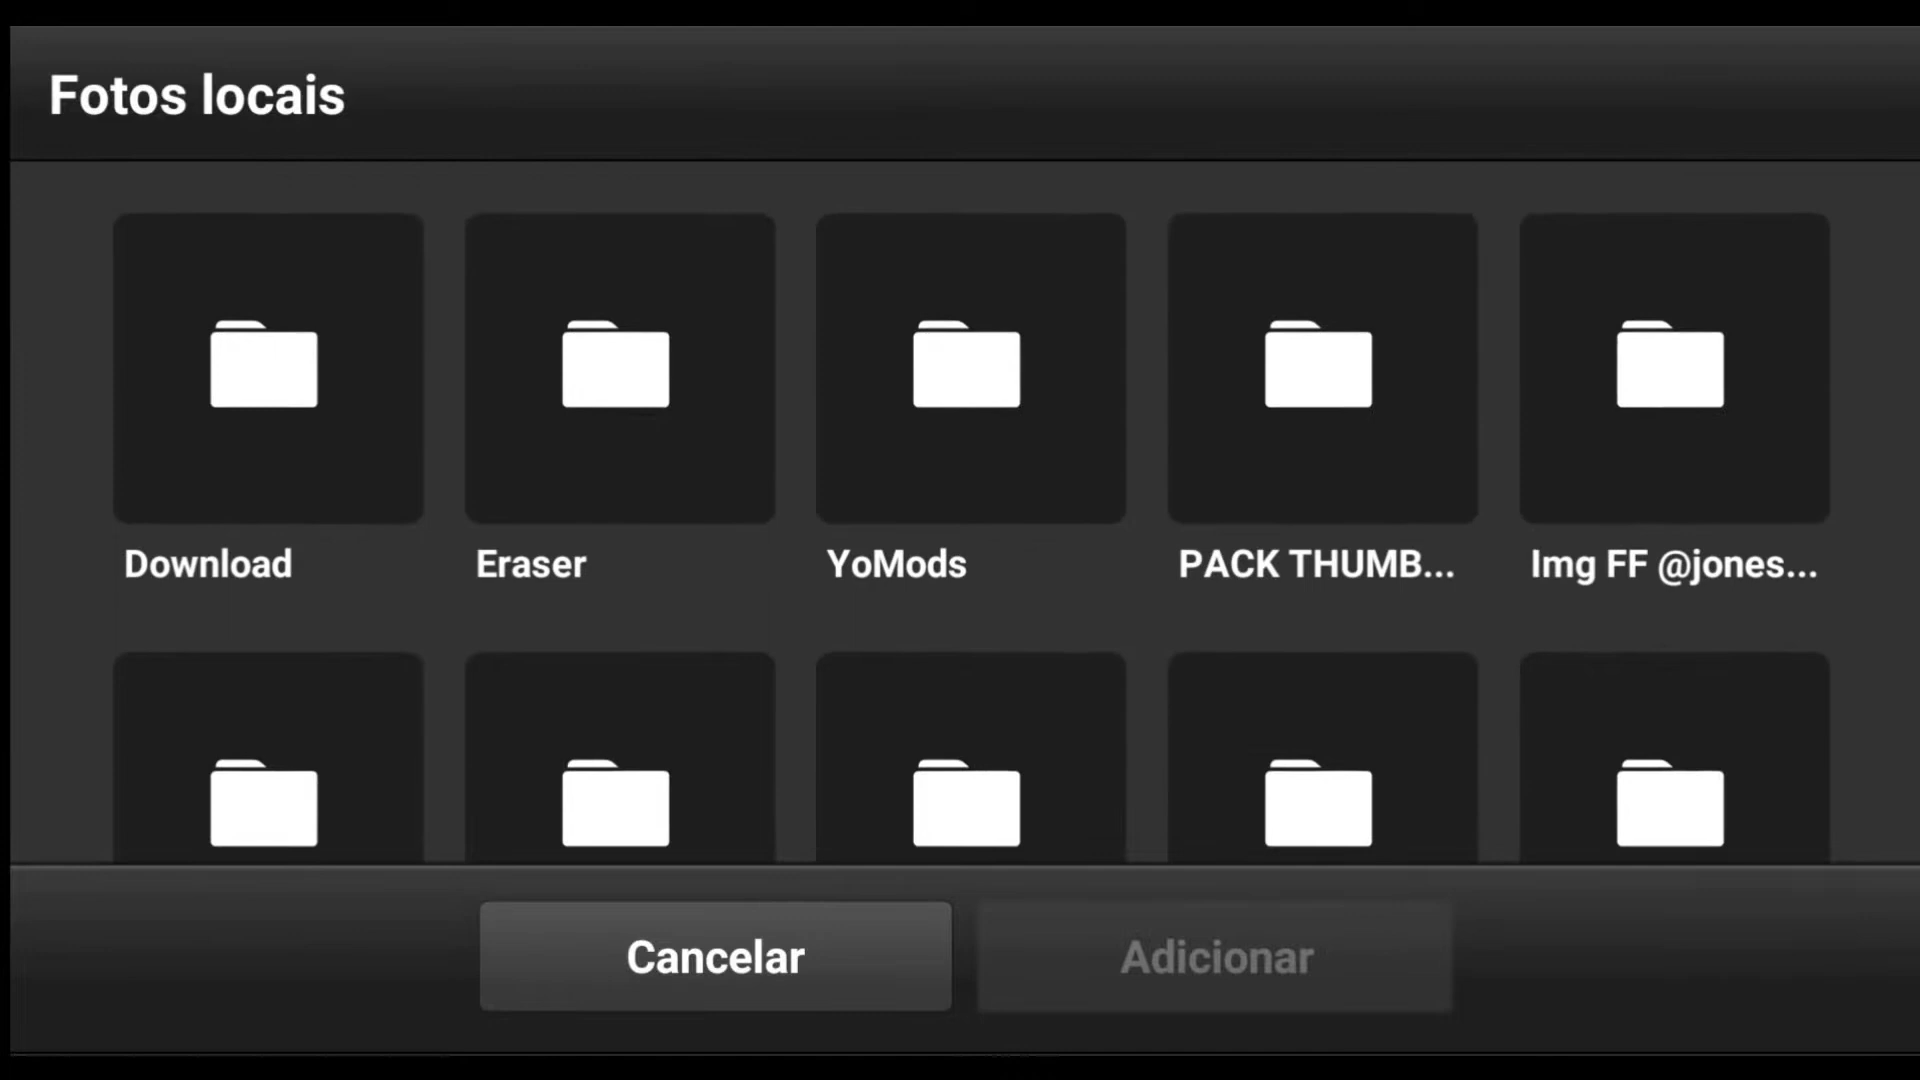 Fotos locais
Download
Eraser
YoMods
PACK THUMB...
Img FF @jones...
Cancelar
Adicionar